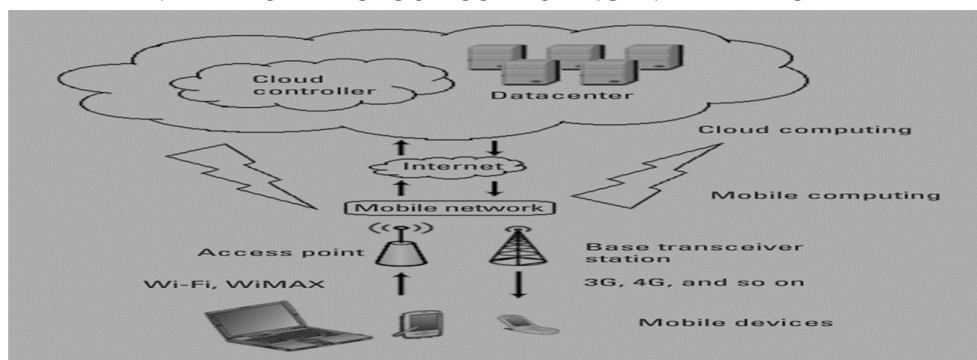 Cloud
controller
Datacenter
Cloud computing
Internet
Mobile computing
Mobile network
Access point
Base transceiver
station
Wi-Fi, WiMAX
3G, 4G, and so on
Mobile devices